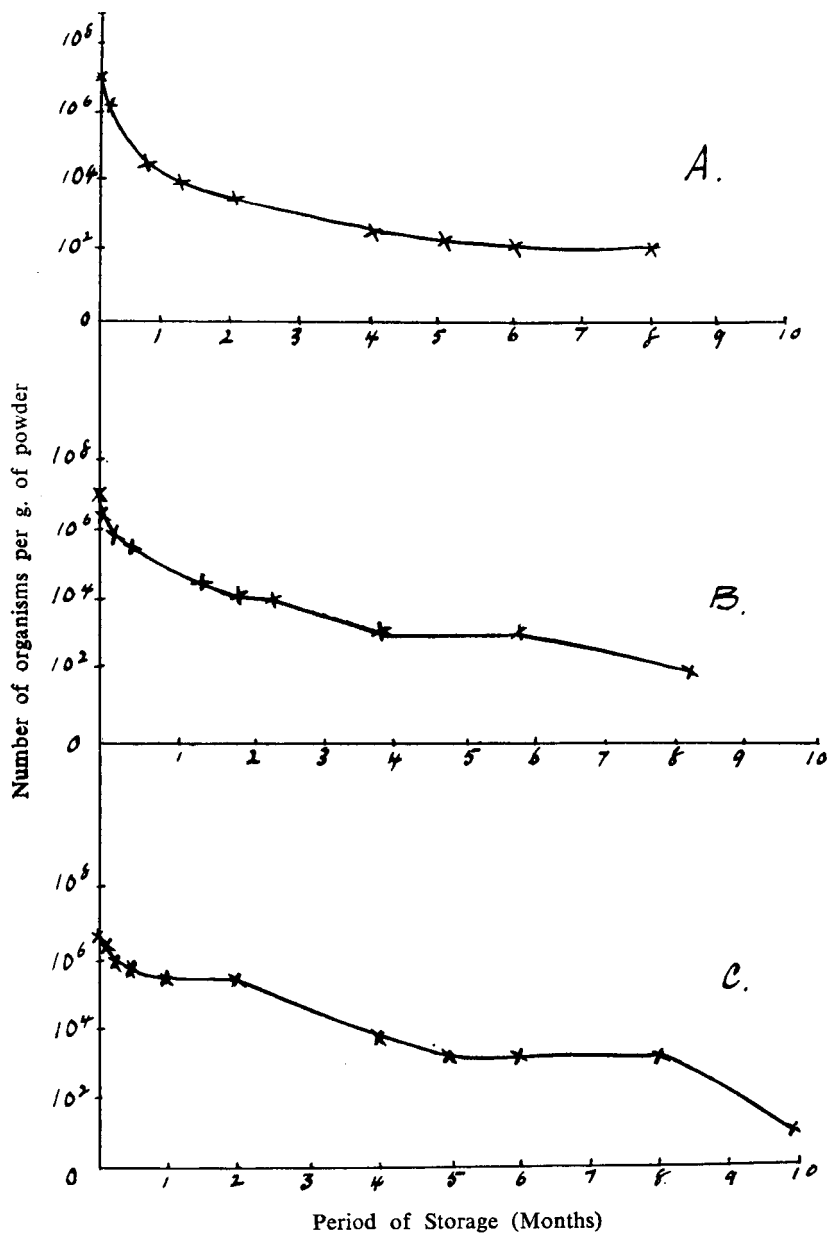 10⁸
10⁶
10⁴
10²
0
A.
1 2 3 4 5 6 7 8 9 10
Number of organisms per g. of powder
10⁸
10⁶
10⁴
10²
0
B.
1 2 3 4 5 6 7 8 9 10
10⁸
10⁶
10⁴
10²
0
C.
1 2 3 4 5 6 7 8 9 10
Period of Storage (Months)